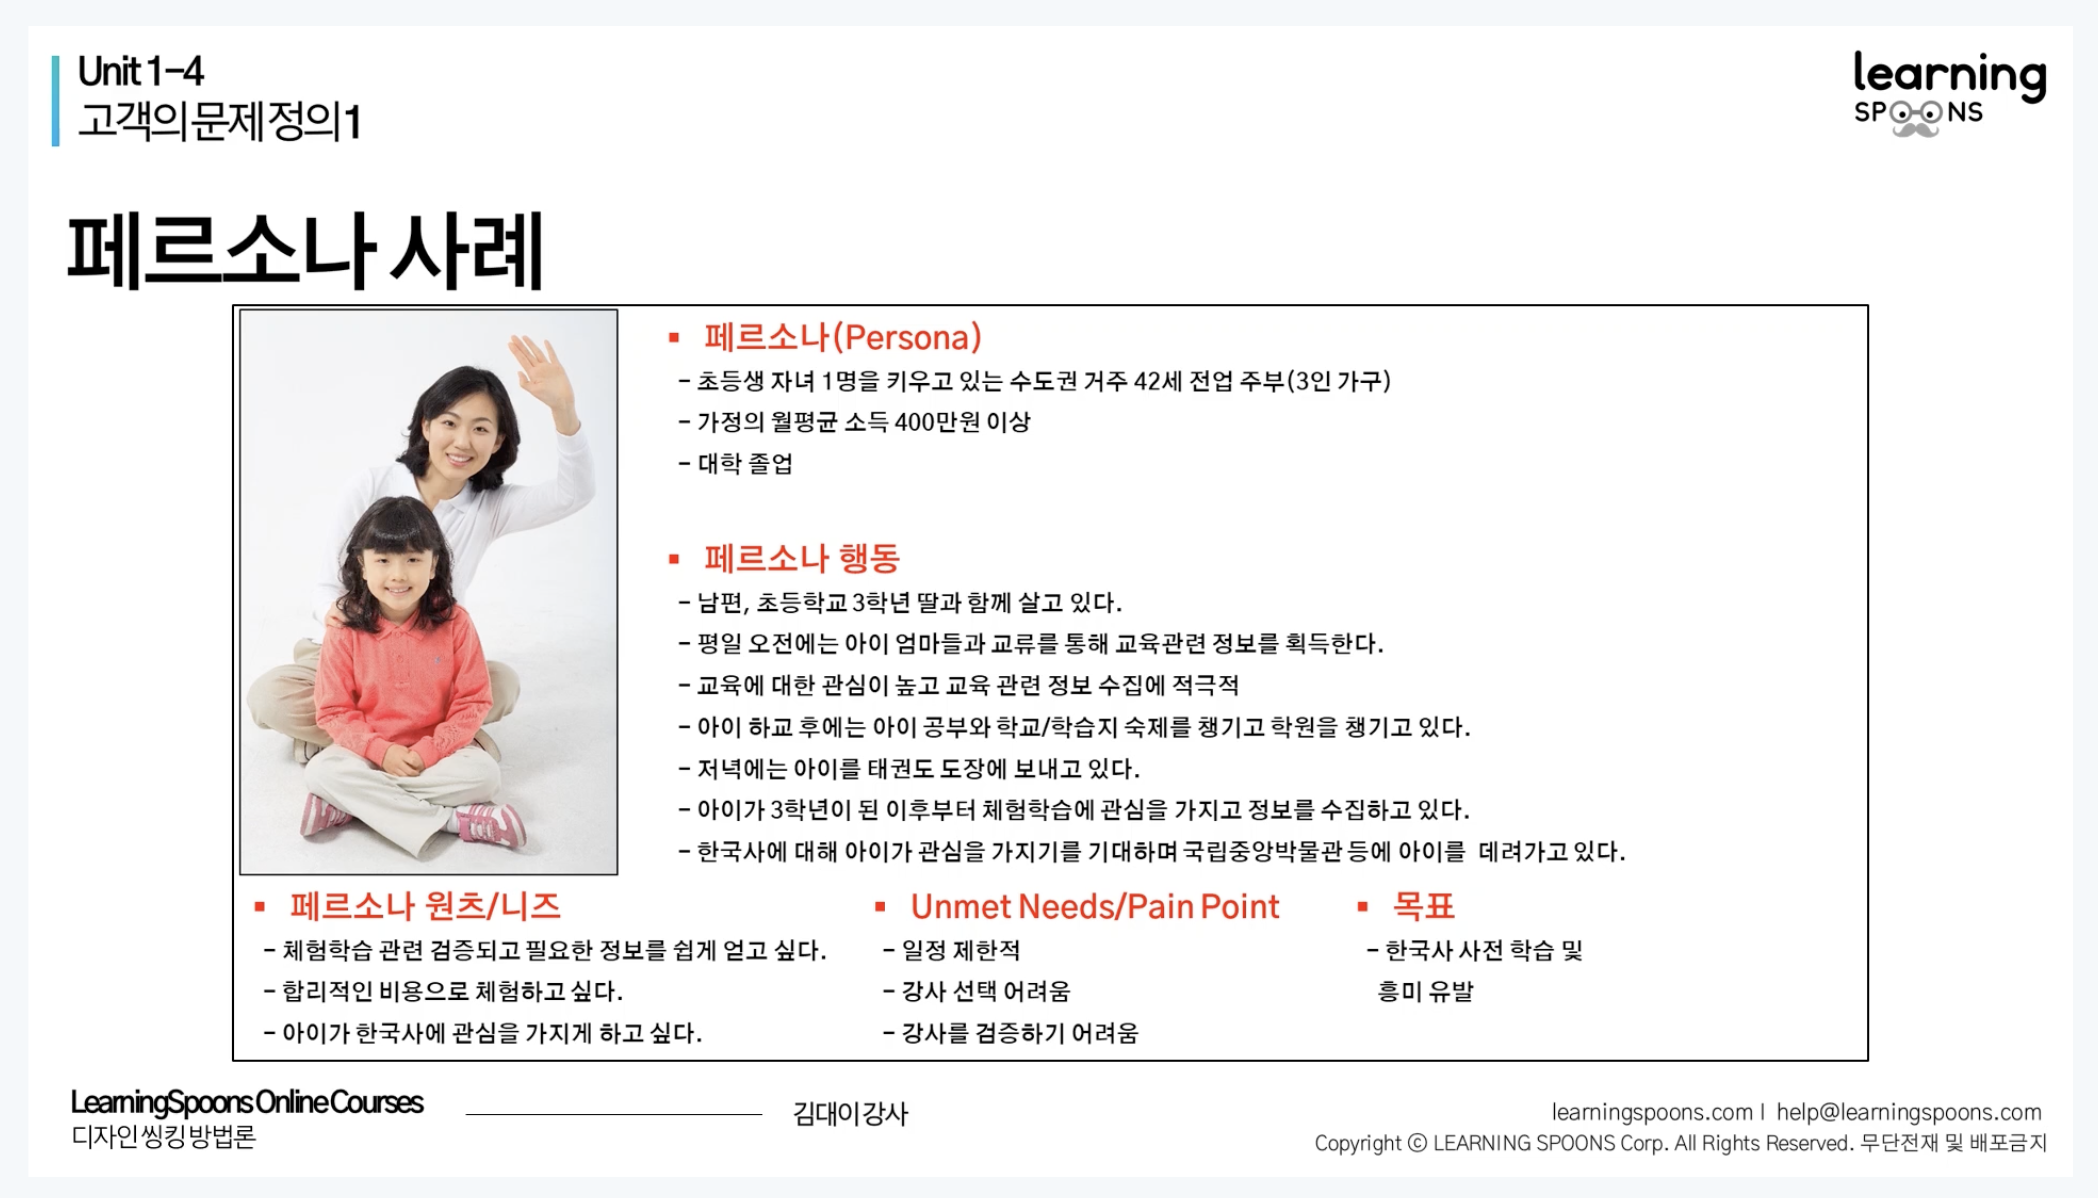 Unit 1-4
고객의 문제 정의1
learning
SPOONS
페르소나 사례
▪ 페르소나(Persona)
- 초등생 자녀 1명을 키우고 있는 수도권 거주 42세 전업 주부(3인 가구)
- 가정의 월평균 소득 400만원 이상
- 대학 졸업
▪ 페르소나 행동
- 남편, 초등학교 3학년 딸과 함께 살고 있다.
- 평일 오전에는 아이 엄마들과 교류를 통해 교육관련 정보를 획득한다.
- 교육에 대한 관심이 높고 교육 관련 정보 수집에 적극적
- 아이 하교 후에는 아이 공부와 학교/학습지 숙제를 챙기고 학원을 챙기고 있다.
- 저녁에는 아이를 태권도 도장에 보내고 있다.
- 아이가 3학년이 된 이후부터 체험학습에 관심을 가지고 정보를 수집하고 있다.
- 한국사에 대해 아이가 관심을 가지기를 기대하며 국립중앙박물관 등에 아이를 데려가고 있다.
▪ 페르소나 원츠/니즈
- 체험학습 관련 검증되고 필요한 정보를 쉽게 얻고 싶다.
- 합리적인 비용으로 체험하고 싶다.
- 아이가 한국사에 관심을 가지게 하고 싶다.
▪ Unmet Needs/Pain Point
- 일정 제한적
- 강사 선택 어려움
- 강사를 검증하기 어려움
▪ 목표
- 한국사 사전 학습 및
흥미 유발
LearningSpoons Online Courses
디자인 씽킹 방법론
김대이 강사
learningspoons.com l help@learningspoons.com
Copyright ⓒ LEARNING SPOONS Corp. All Rights Reserved. 무단전재 및 배포금지